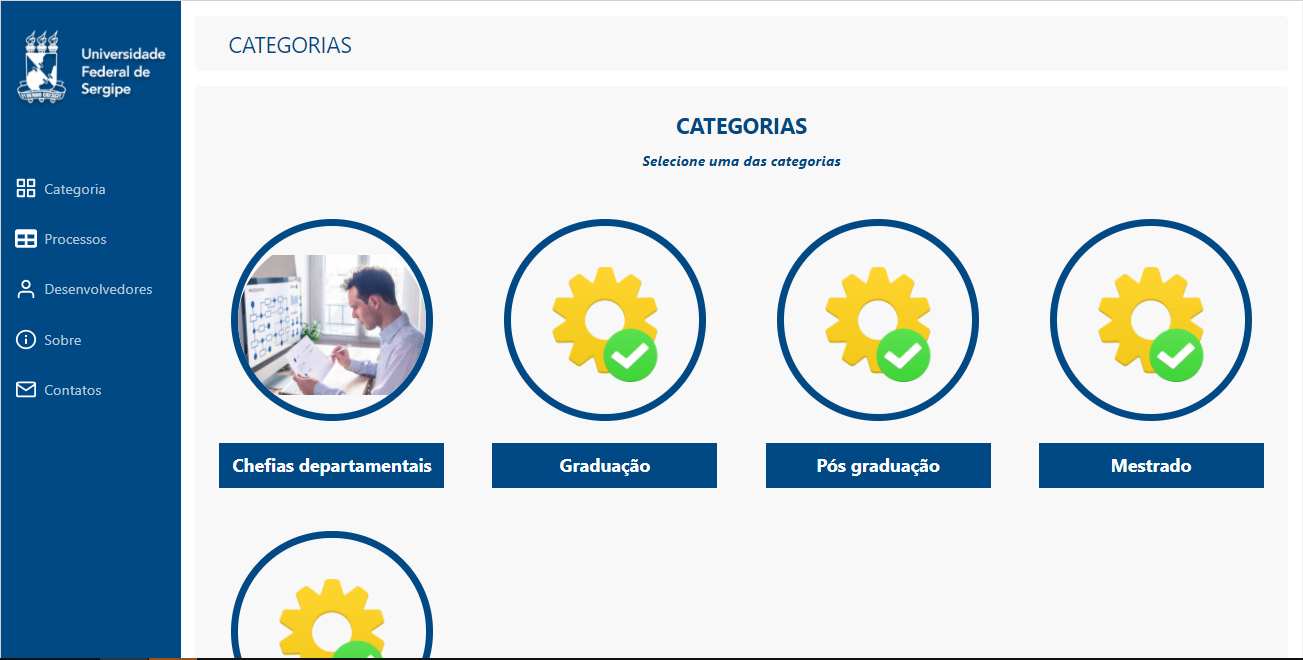 Universidade
Federal de
Sergipe
Categoria
Processos
Desenvolvedores
Sobre
Contatos
CATEGORIAS
CATEGORIAS
Selecione uma das categorias
Chefias departamentais
Graduação
Pós graduação
Mestrado